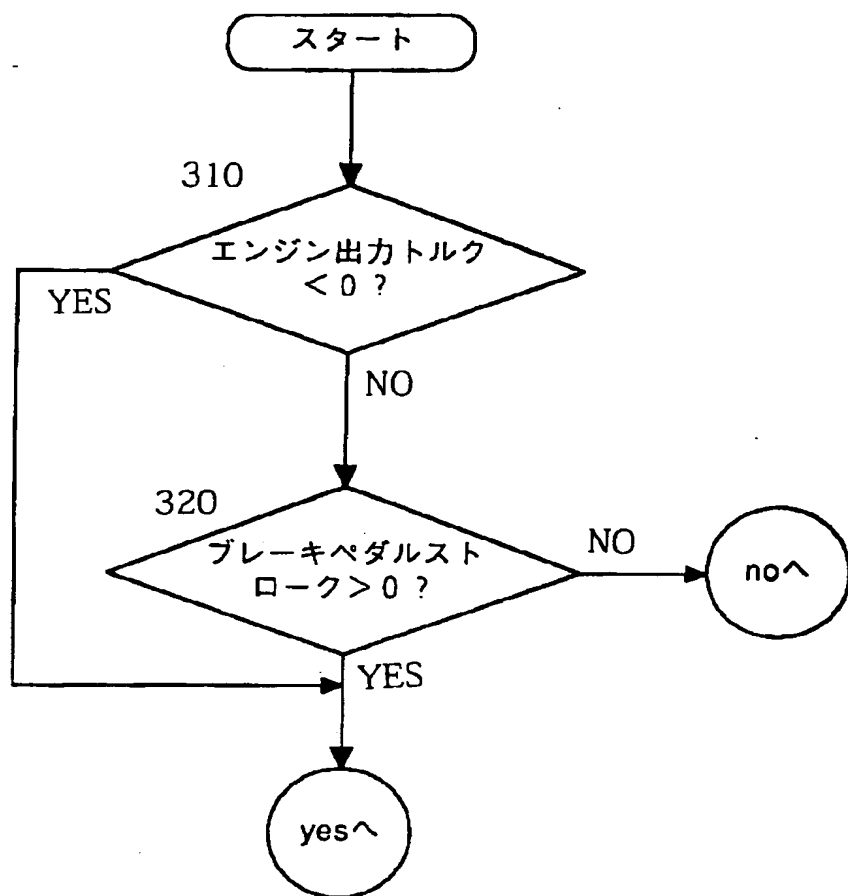 スタート
310
エンジン出力トルク
<0?
YES
NO
320
ブレーキペダルスト
ローク>0?
NO
noへ
YES
yesへ